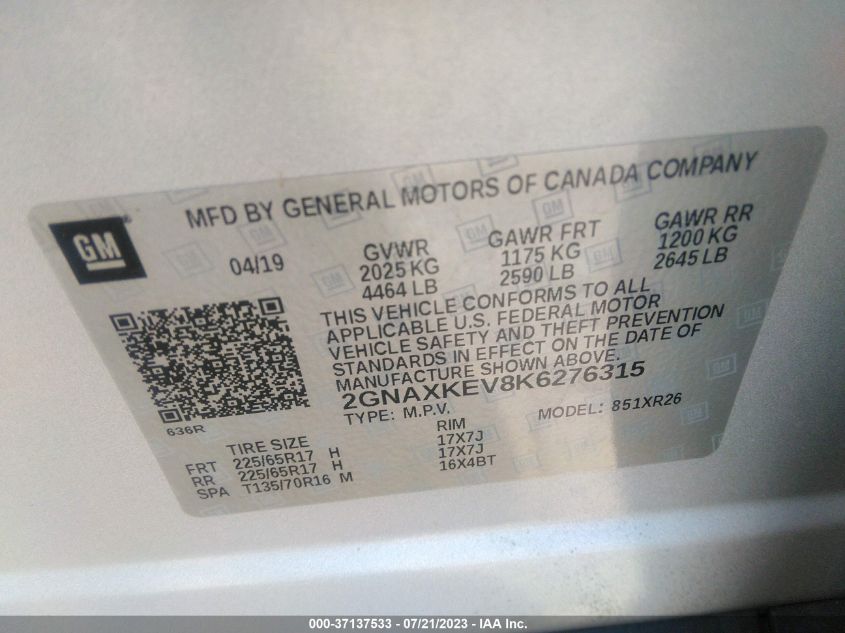 MFD BY GENERAL MOTORS OF CANADA COMPANY
GM
04/19
GVWR
2025 KG
4464 LB
GAWR FRT
1175 KG
2590 LB
GAWR RR
1200 KG
2645 LB
THIS VEHICLE CONFORMS TO ALL
APPLICABLE U.S. FEDERAL MOTOR
VEHICLE SAFETY AND THEFT PREVENTION
STANDARDS IN EFFECT ON THE DATE OF
MANUFACTURE SHOWN ABOVE.
2GNAXKEV8K6276315
TYPE: M.P.V. MODEL: 851XR26
636R
TIRE SIZE RIM
FRT 225/65R17 H 17X7J
RR 225/65R17 H 17X7J
SPA T135/70R16 M 16X4BT
000-37137533 - 07/21/2023 - IAA Inc.